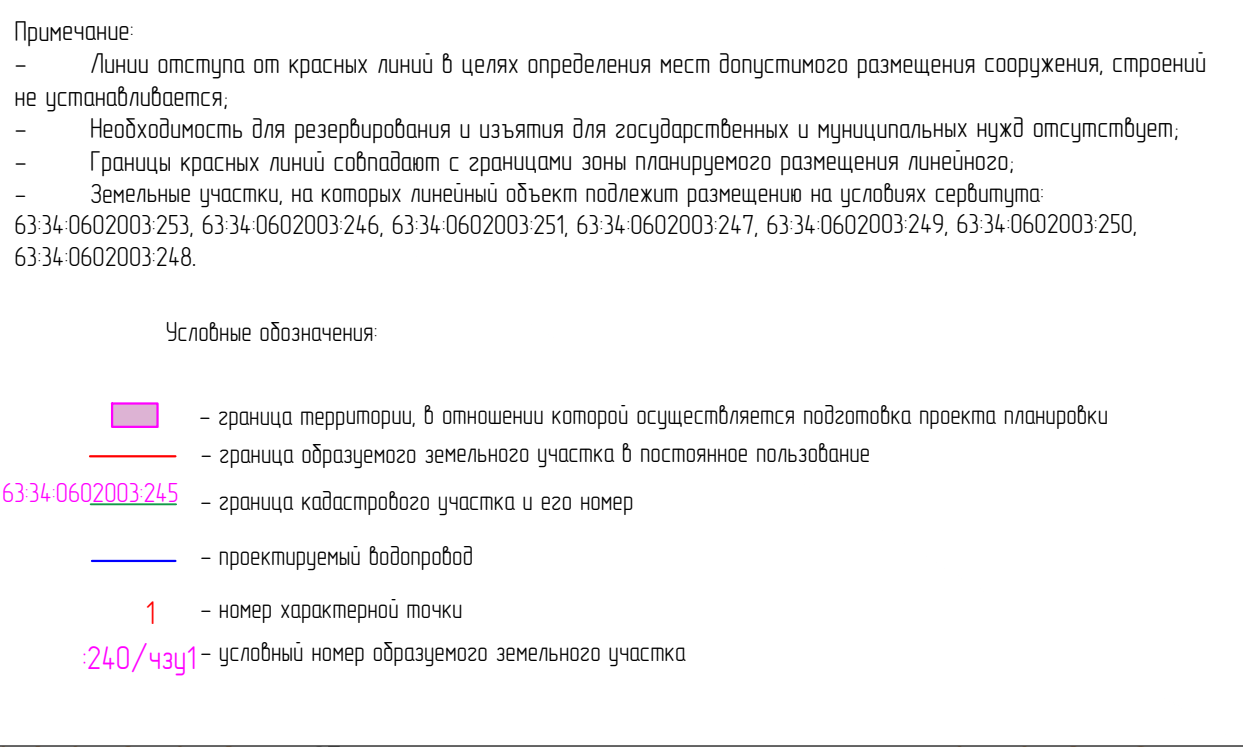 Примечание:
– Линии отступа от красных линий в целях определения мест допустимого размещения сооружения, строений
не устанавливается;
– Необходимость для резервирования и изъятия для государственных и муниципальных нужд отсутствует;
– Границы красных линий совпадают с границами зоны планируемого размещения линейного;
– Земельные участки, на которых линейный объект подлежит размещению на условиях сервитута:
63:34:0602003:253, 63:34:0602003:246, 63:34:0602003:251, 63:34:0602003:247, 63:34:0602003:249, 63:34:0602003:250,
63:34:0602003:248.
Условные обозначения:
– граница территории, в отношении которой осуществляется подготовка проекта планировки
– граница образуемого земельного участка в постоянное пользование
63:34:0602003:245 – граница кадастрового участка и его номер
– проектируемый водопровод
1 – номер характерной точки
:240/чзу1 – условный номер образуемого земельного участка